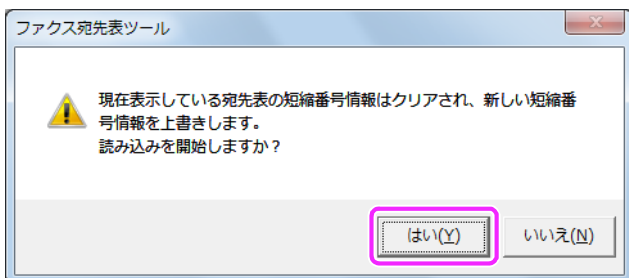 ファクス宛先表ツール
現在表示している宛先表の短縮番号情報はクリアされ、新しい短縮番
号情報を上書きします。
読み込みを開始しますか？
はい(Y)
いいえ(N)